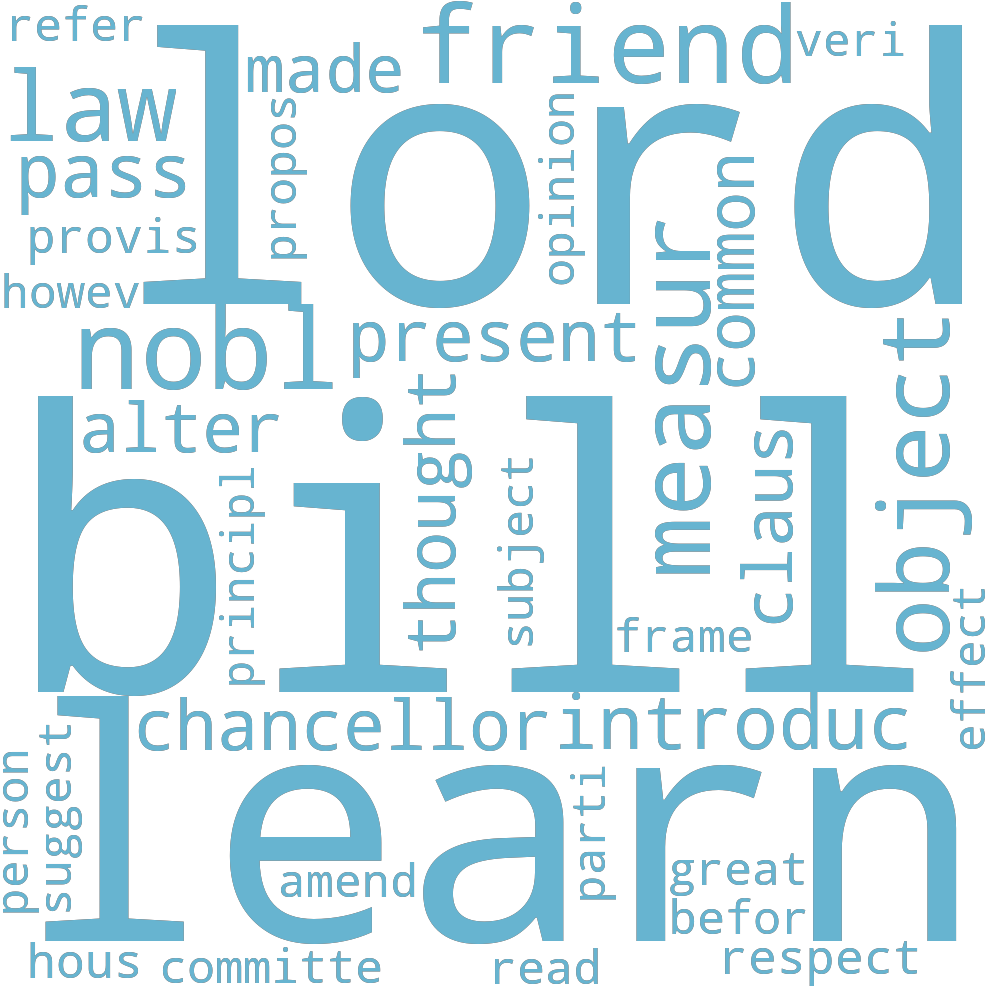 refer
made
friend
veri
law
lord
propos
opinion
pass
common
provis
measur
howev
nobl
present
object
bill
alter
thought
claus
principl
subject
frame
effect
learn
chancellor
introduc
suggest
person
parti
amend
great
befor
hous
committe
read
respect